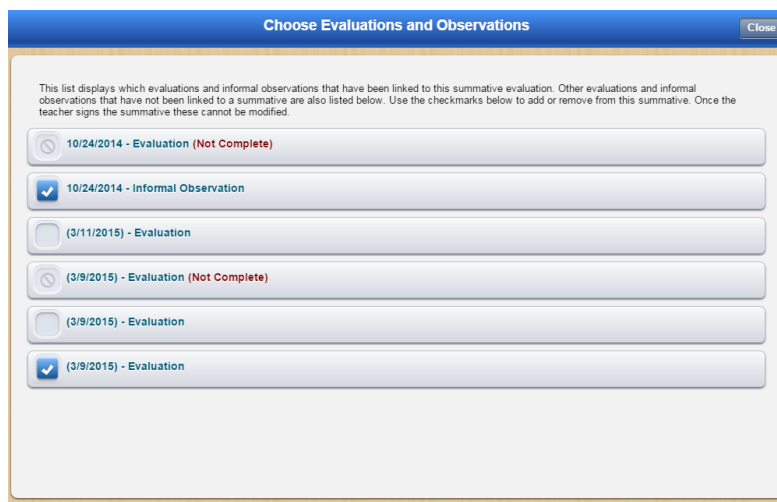 Choose Evaluations and Observations
Close
This list displays which evaluations and informal observations that have been linked to this summative evaluation. Other evaluations and informal
observations that have not been linked to a summative are also listed below. Use the checkmarks below to add or remove from this summative. Once the
teacher signs the summative these cannot be modified.
10/24/2014 - Evaluation (Not Complete)
10/24/2014 - Informal Observation
(3/11/2015) - Evaluation
(3/9/2015) - Evaluation (Not Complete)
(3/9/2015) - Evaluation
(3/9/2015) - Evaluation